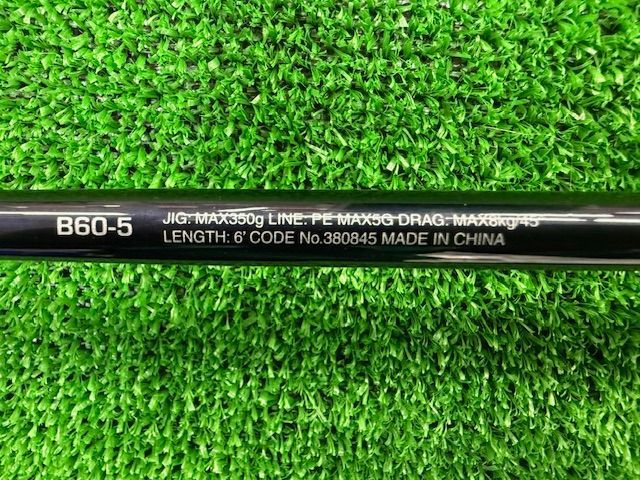 B60-5
JIG: MAX350g LINE: PE MAX5G DRAG: MAX8kg/45°
LENGTH: 6' CODE No.380845 MADE IN CHINA